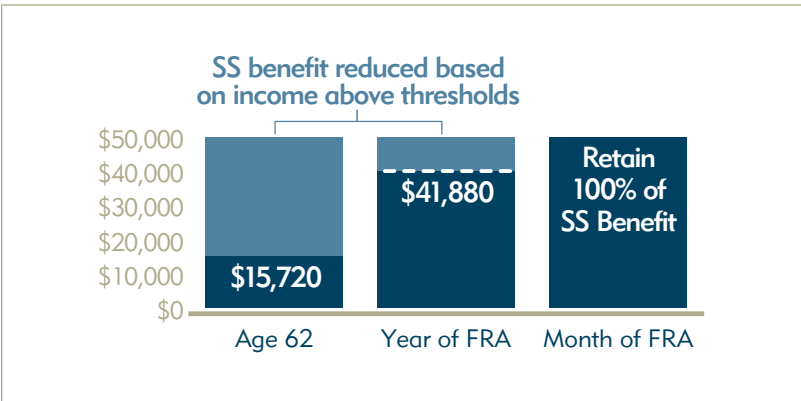 SS benefit reduced based
on income above thresholds
$50,000
$40,000
$30,000
$20,000
$10,000
$0
$15,720
$41,880
Retain
100% of
SS Benefit
Age 62
Year of FRA
Month of FRA